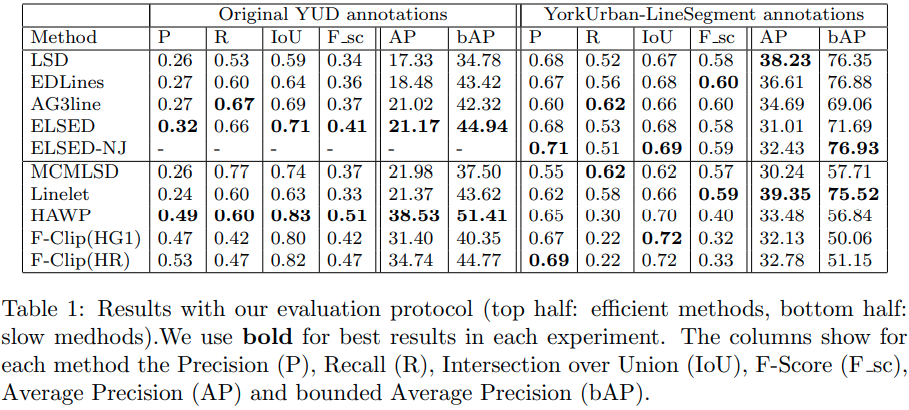 Original YUD annotations YorkUrban-LineSegment annotations
Method P R IoU F_sc AP bAP P R IoU F_sc AP bAP
LSD 0.26 0.53 0.59 0.34 17.33 34.78 0.68 0.52 0.67 0.58 38.23 76.35
EDLines 0.27 0.60 0.64 0.36 18.48 43.42 0.67 0.56 0.68 0.60 36.61 76.88
AG3line 0.27 0.67 0.69 0.37 21.02 42.32 0.60 0.62 0.66 0.60 34.69 69.06
ELSED 0.32 0.66 0.71 0.41 21.17 44.94 0.68 0.53 0.68 0.58 31.01 71.69
ELSED-NJ - - - - - - 0.71 0.51 0.69 0.59 32.43 76.93
MCMLSD 0.26 0.77 0.74 0.37 21.98 37.50 0.55 0.62 0.62 0.57 30.24 57.71
Linelet 0.24 0.60 0.63 0.33 21.37 43.62 0.62 0.58 0.66 0.59 39.35 75.52
HAWP 0.49 0.60 0.83 0.51 38.53 51.41 0.65 0.30 0.70 0.40 33.48 56.84
F-Clip(HG1) 0.47 0.42 0.80 0.42 31.40 40.35 0.67 0.22 0.72 0.32 32.13 50.06
F-Clip(HR) 0.53 0.47 0.82 0.47 34.74 44.77 0.69 0.22 0.72 0.33 32.78 51.15
Table 1: Results with our evaluation protocol (top half: efficient methods, bottom half:
slow medhods).We use bold for best results in each experiment. The columns show for
each method the Precision (P), Recall (R), Intersection over Union (IoU), F-Score (F_sc),
Average Precision (AP) and bounded Average Precision (bAP).